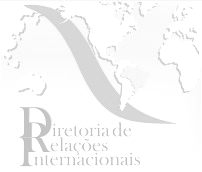 Diretoria de
Relações
Internacionais